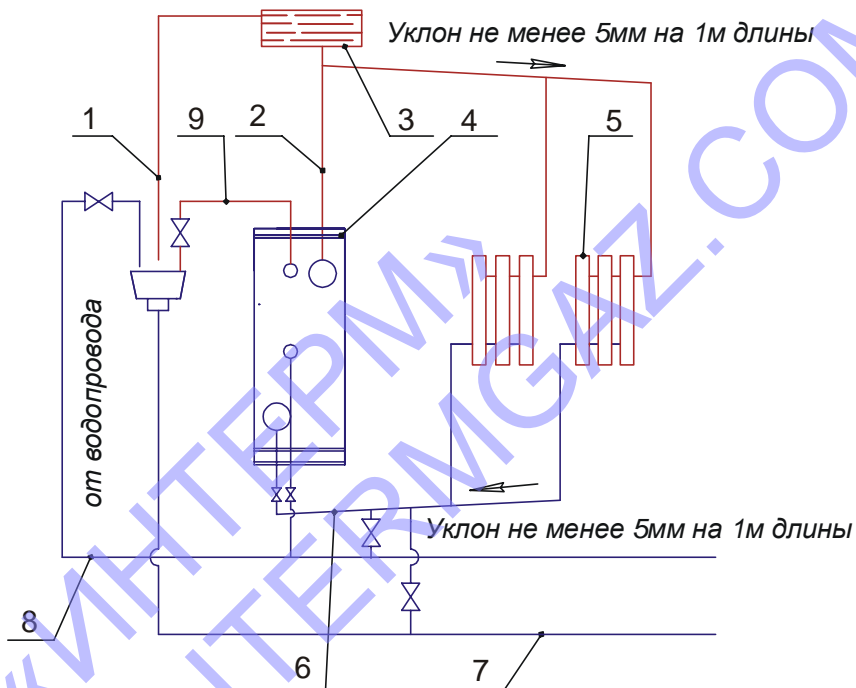 Уклон не менее 5мм на 1м длины
1
9
2
3
4
5
от водопровода
Уклон не менее 5мм на 1м длины
8
6
7
«ИНТЕРМ»
INTERMGAZ.COM